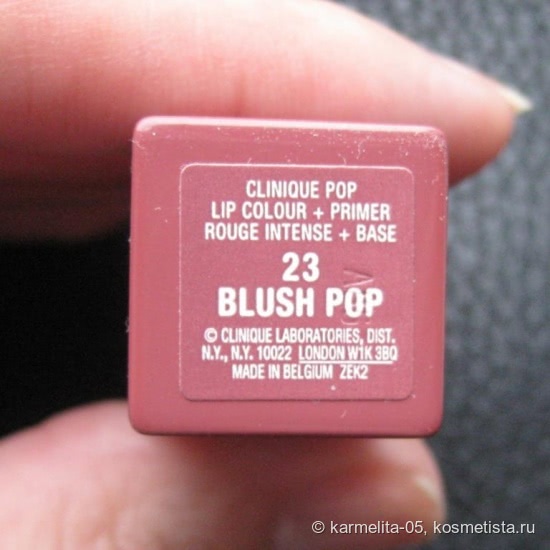 CLINIQUE POP
LIP COLOUR + PRIMER
ROUGE INTENSE + BASE
23
BLUSH POP
© CLINIQUE LABORATORIES, DIST.
N.Y., N.Y. 10022 LONDON W1K 3BQ
MADE IN BELGIUM ZEK2
© karmelita-05, kosmetista.ru